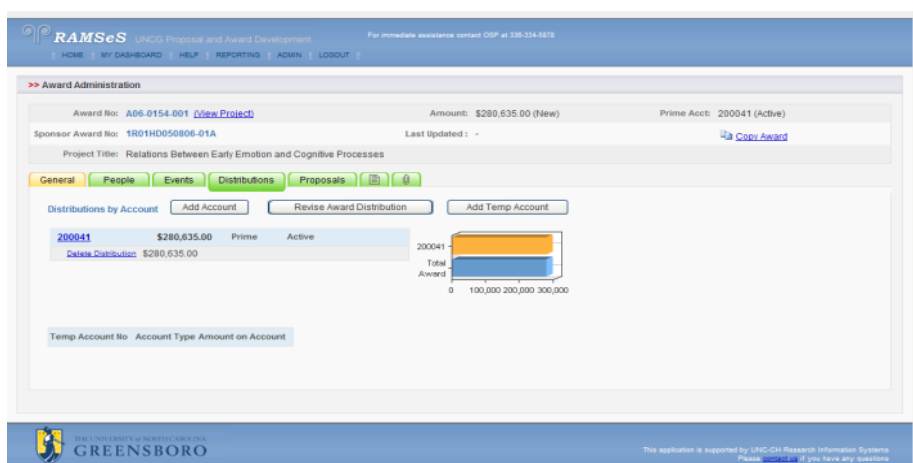 RAMSeS UNCG Proposal and Award Development For immediate assistance contact OSP at 336-334-5878
HOME | MY DASHBOARD | HELP | REPORTING | ADMIN | LOGOUT
>> Award Administration
Award No: A06-0154-001 (View Project) Amount: $280,635.00 (New) Prime Acct: 200041 (Active)
Sponsor Award No: 1R01HD050806-01A Last Updated : - Copy Award
Project Title: Relations Between Early Emotion and Cognitive Processes
General People Events Distributions Proposals
Distributions by Account Add Account Revise Award Distribution Add Temp Account
200041 $280,635.00 Prime Active
Delete Distribution $280,635.00
200041
Total
Award
0 100,000 200,000 300,000
Temp Account No Account Type Amount on Account
THE UNIVERSITY of NORTH CAROLINA
GREENSBORO
This application is supported by UNC-CH Research Information Systems
Please contact us if you have any questions